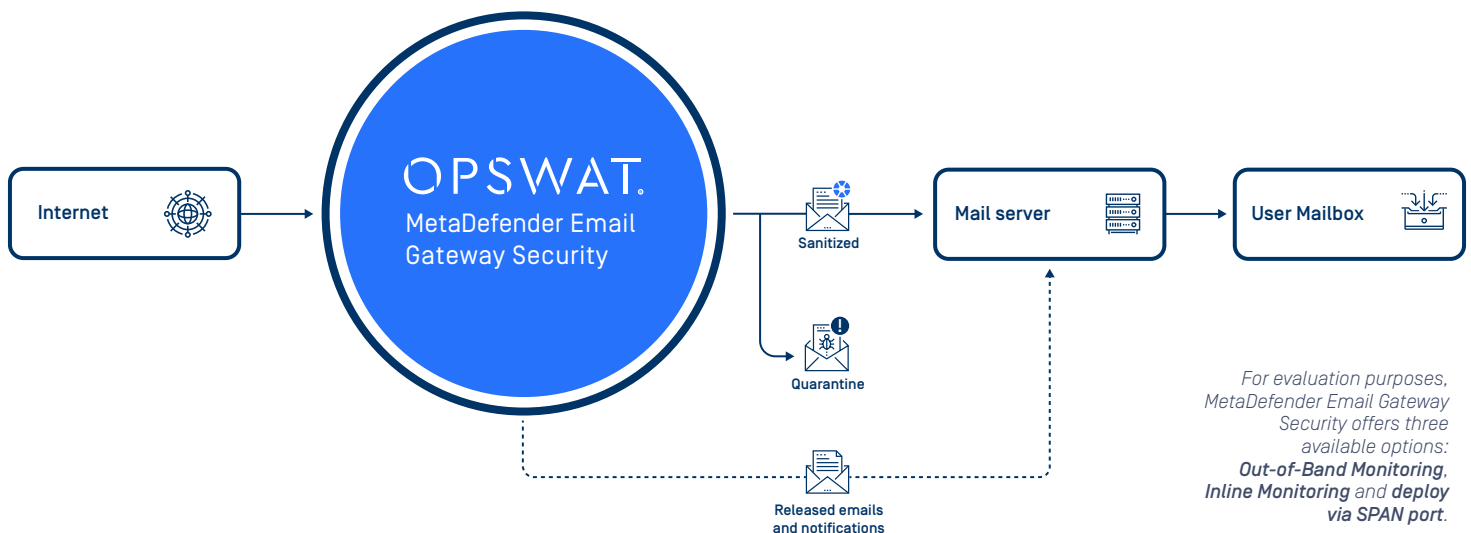 Internet
OPSWAT.
MetaDefender Email
Gateway Security
Sanitized
Mail server
User Mailbox
Quarantine
Released emails
and notifications
For evaluation purposes,
MetaDefender Email Gateway
Security offers three
available options:
Out-of-Band Monitoring,
Inline Monitoring and deploy
via SPAN port.